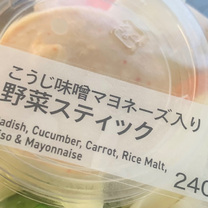 こうじ味噌マヨネーズ入り
野菜スティック
adish, Cucumber, Carrot, Rice Malt,
iso & Mayonnaise
240